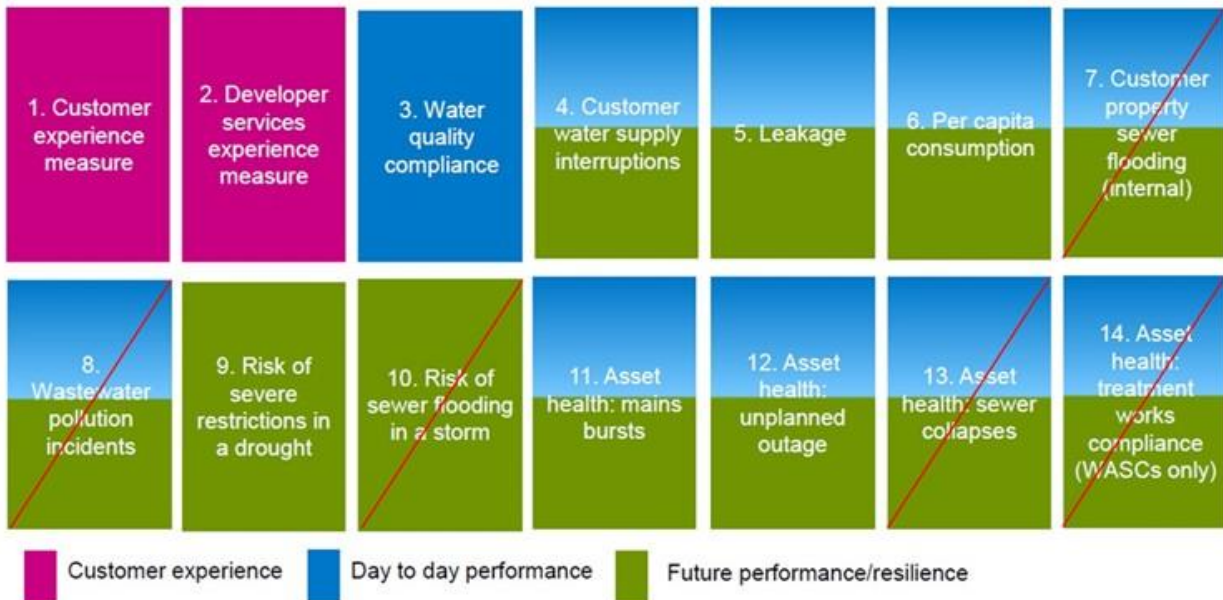 1. Customer
experience
measure
2. Developer
services
experience
measure
3. Water
quality
compliance
4. Customer
water supply
interruptions
5. Leakage
6. Per capita
consumption
7. Customer
property
sewer
flooding
(internal)
8.
Wastewater
pollution
incidents
9. Risk of
severe
restrictions in
a drought
10. Risk of
sewer flooding
in a storm
11. Asset
health: mains
bursts
12. Asset
health:
unplanned
outage
13. Asset
health: sewer
collapses
14. Asset
health:
treatment
works
compliance
(WASCs only)
Customer experience
Day to day performance
Future performance/resilience